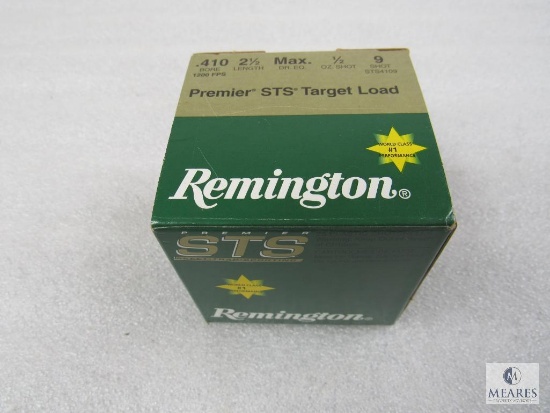 .410 2½ Max. ½ 9
BORE LENGTH DR. EQ. OZ. SHOT SHOT
1200 FPS STS4109
Premier® STS® Target Load
WORLD CLASS
#1
PERFORMANCE
Remington®
PREMIER
STS
#1
Remington
M
MEARES